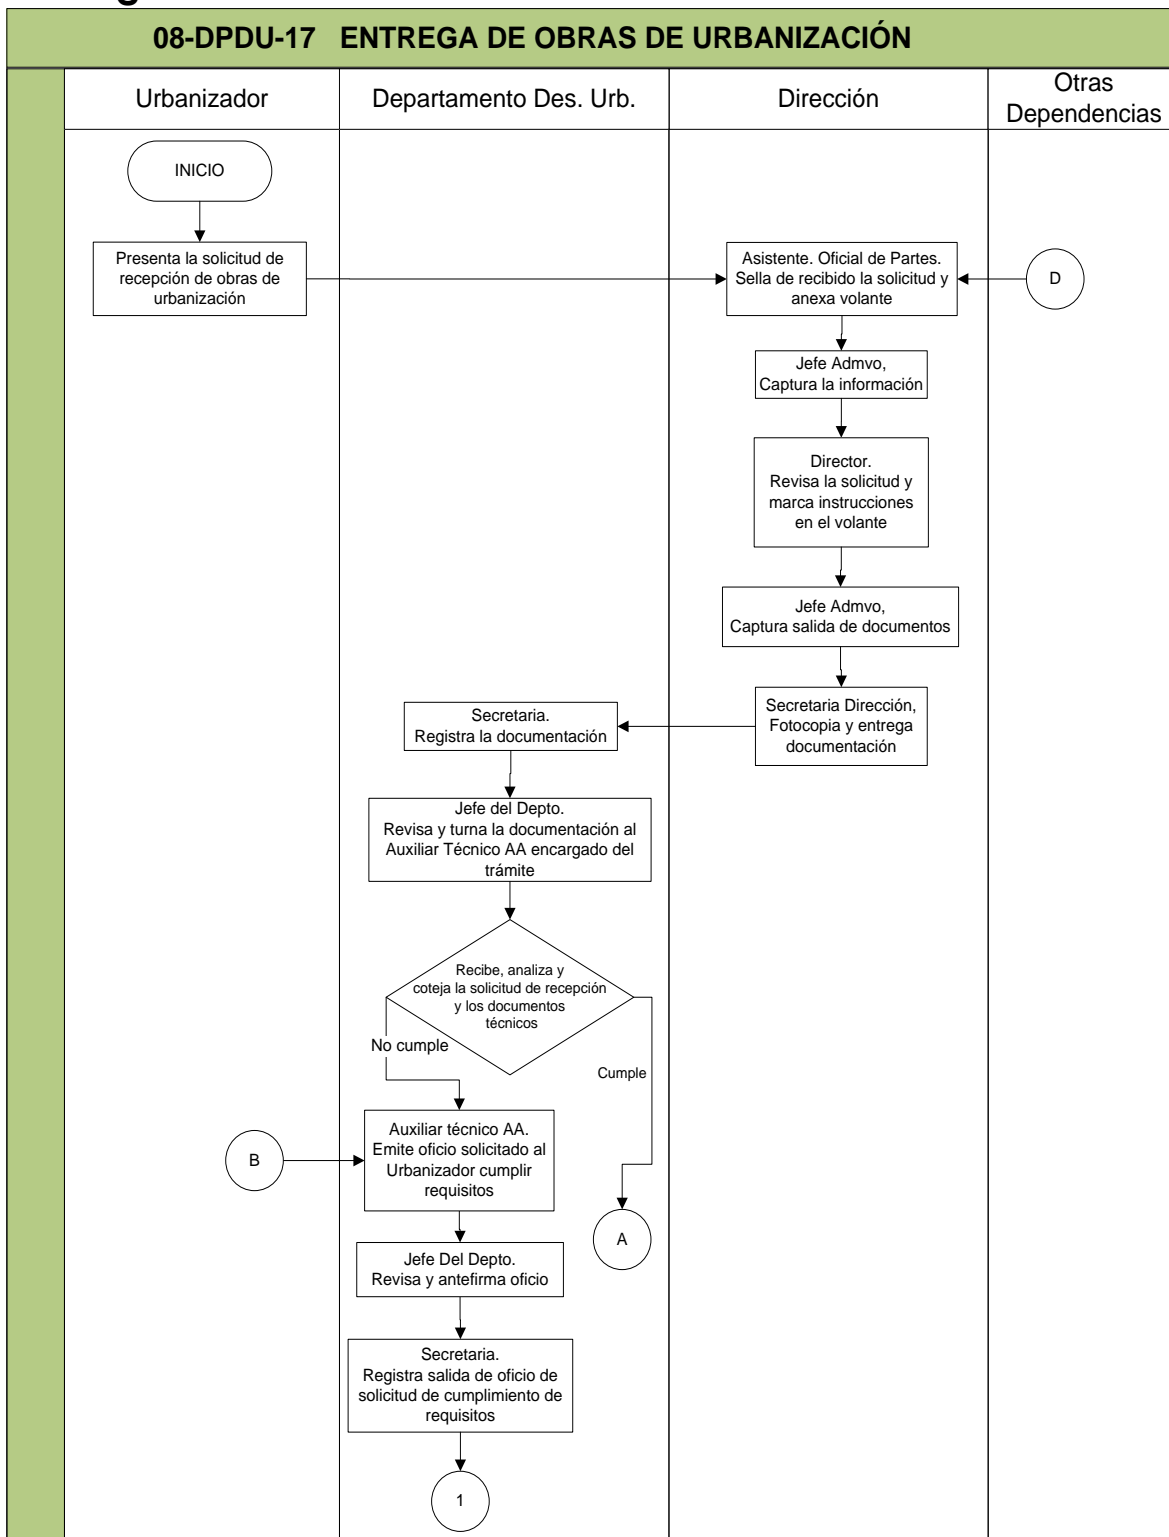 08-DPDU-17 ENTREGA DE OBRAS DE URBANIZACIÓN
Urbanizador
Departamento Des. Urb.
Dirección
Otras
Dependencias
INICIO
Presenta la solicitud de
recepción de obras de
urbanización
Asistente. Oficial de Partes.
Sella de recibido la solicitud y
anexa volante
D
Jefe Admvo,
Captura la información
Director.
Revisa la solicitud y
marca instrucciones
en el volante
Jefe Admvo,
Captura salida de documentos
Secretaria Dirección,
Fotocopia y entrega
documentación
Secretaria.
Registra la documentación
Jefe del Depto.
Revisa y turna la documentación al
Auxiliar Técnico AA encargado del
trámite
Recibe, analiza y
coteja la solicitud de recepción
y los documentos
técnicos
No cumple
Cumple
B
Auxiliar técnico AA.
Emite oficio solicitado al
Urbanizador cumplir
requisitos
A
Jefe Del Depto.
Revisa y antefirma oficio
Secretaria.
Registra salida de oficio de
solicitud de cumplimiento de
requisitos
1